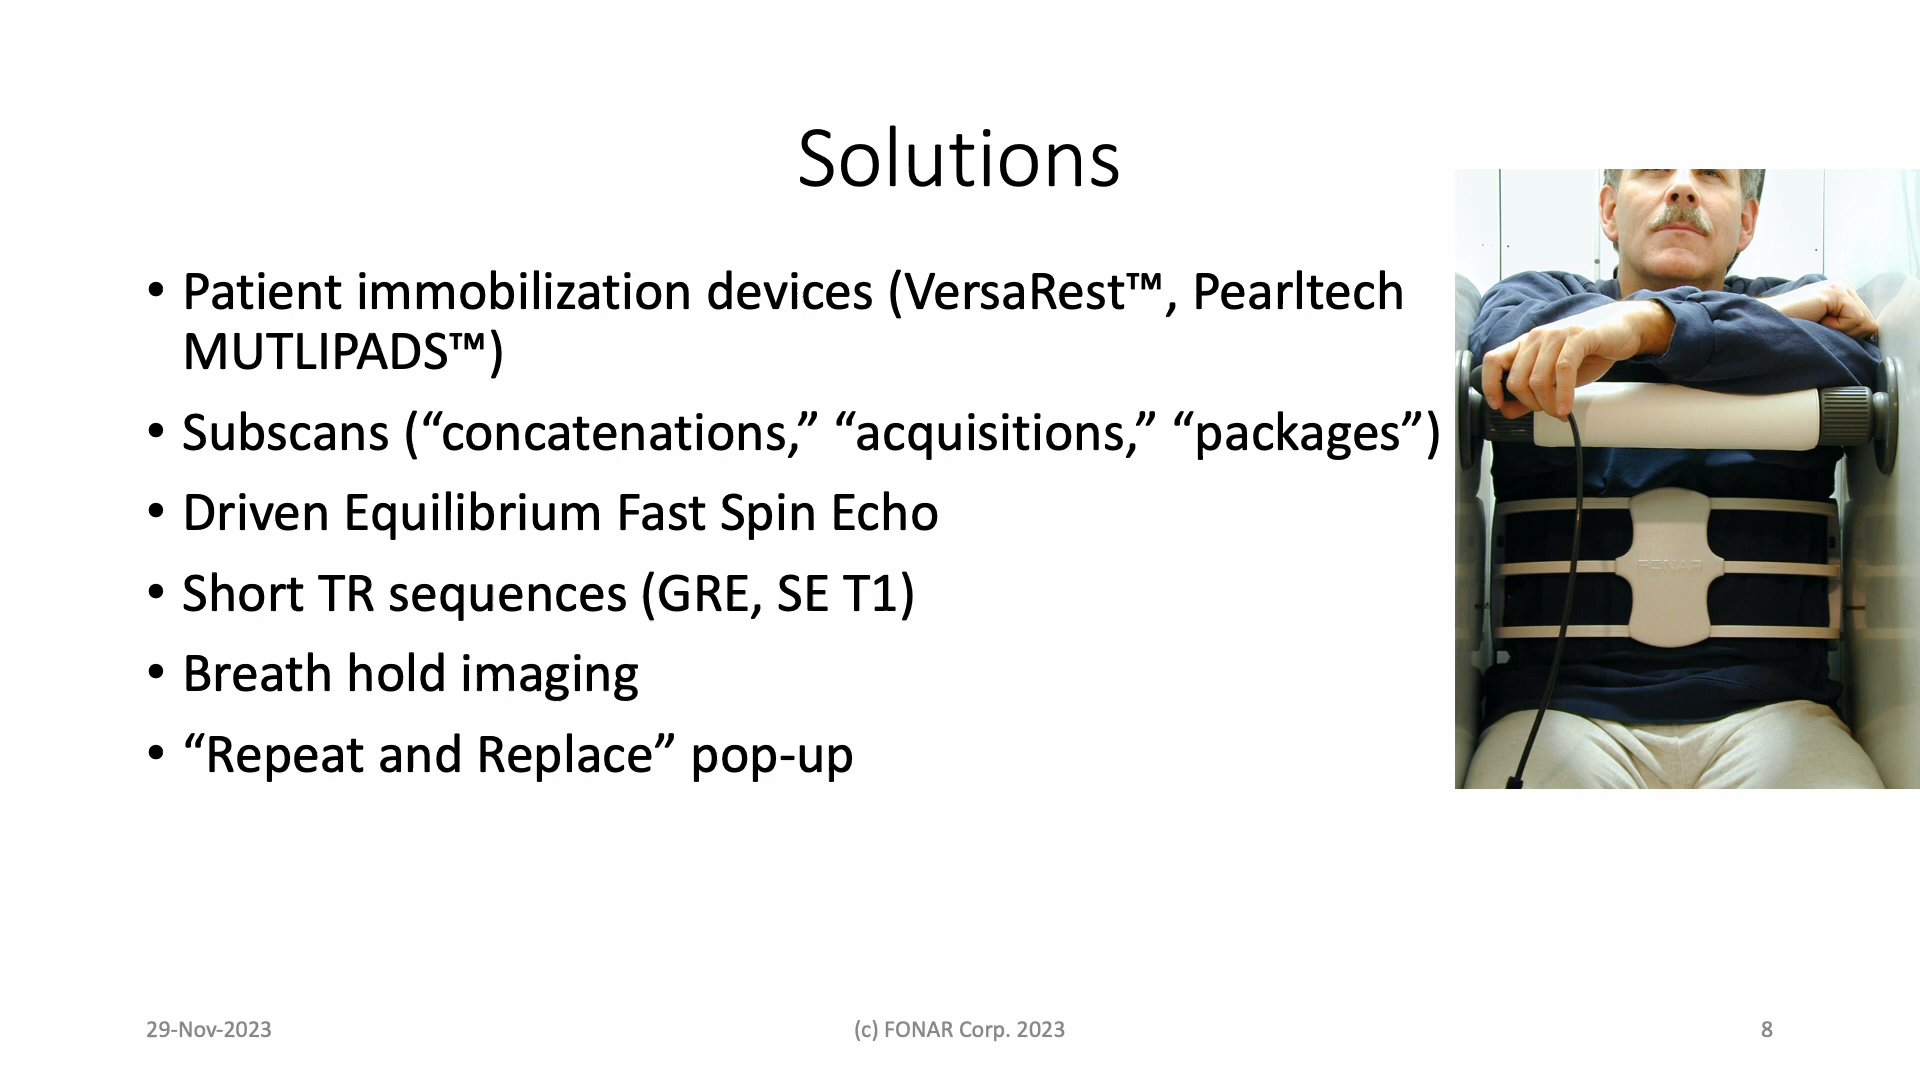 Solutions
• Patient immobilization devices (VersaRest™, Pearltech
MUTLIPADS™)
• Subscans (“concatenations,” “acquisitions,” “packages”)
• Driven Equilibrium Fast Spin Echo
• Short TR sequences (GRE, SE T1)
• Breath hold imaging
• “Repeat and Replace” pop-up
FONAR
29-Nov-2023
(c) FONAR Corp. 2023
8